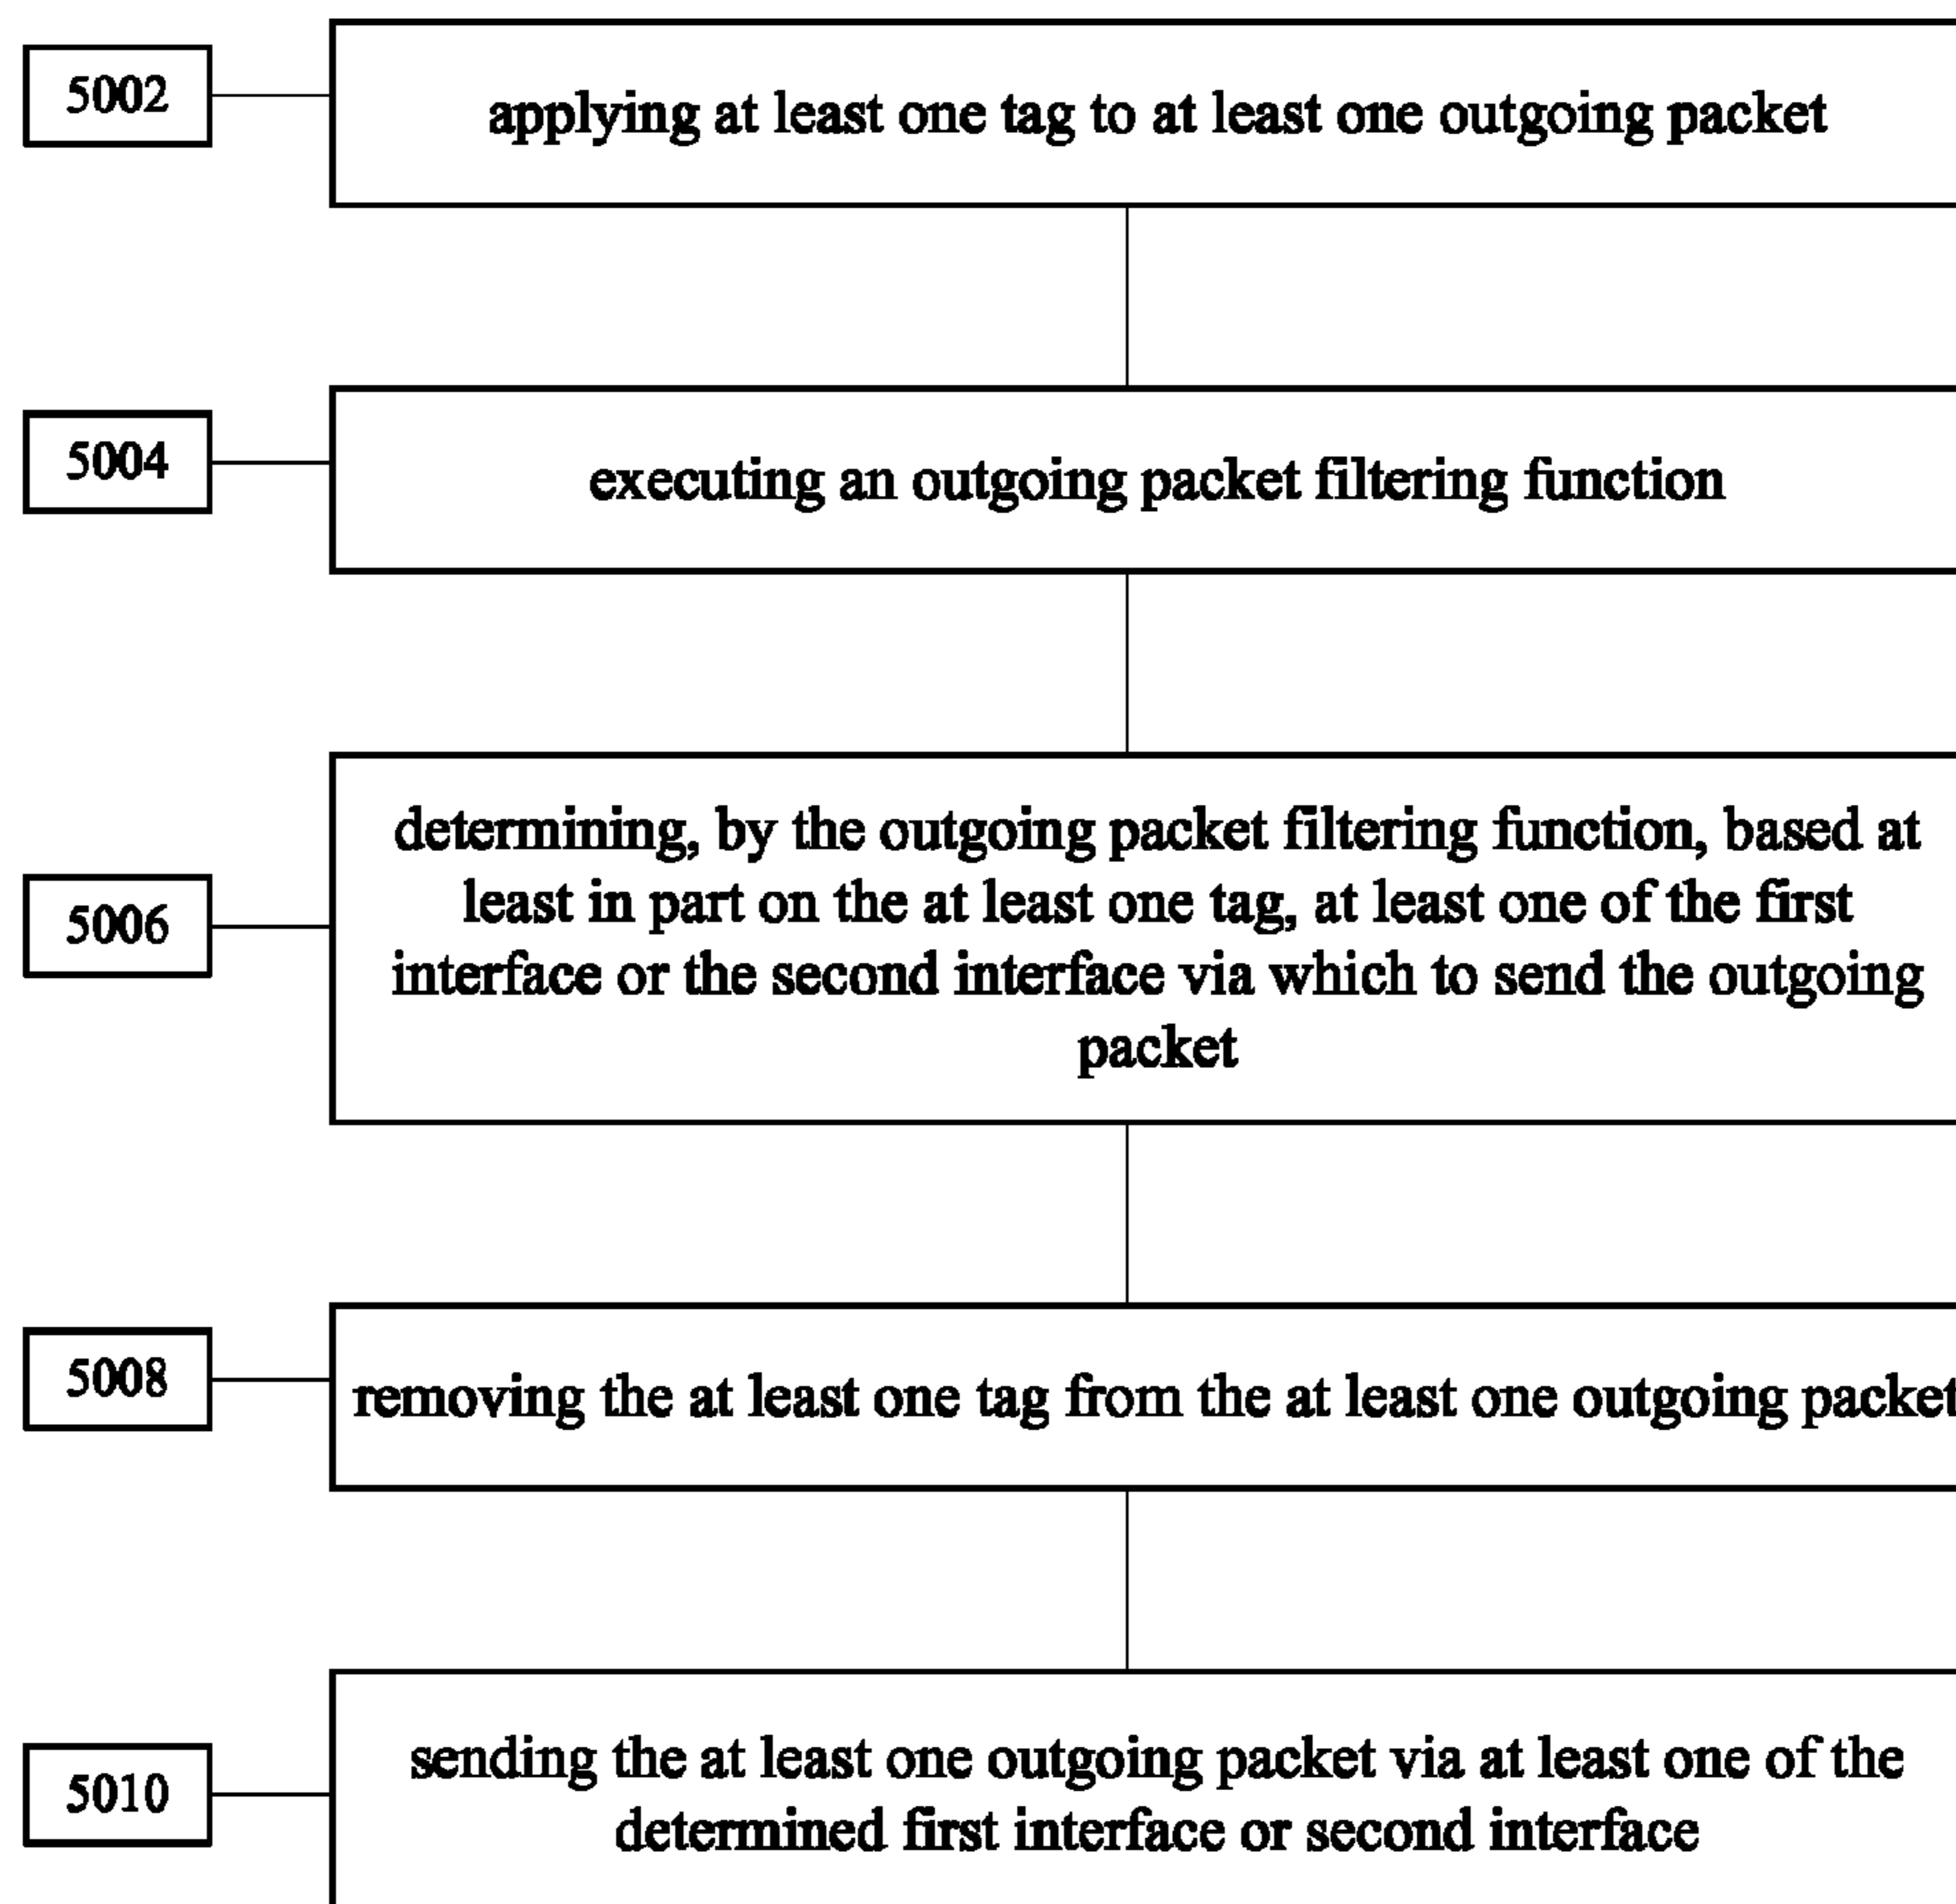 5002
applying at least one tag to at least one outgoing packet
5004
executing an outgoing packet filtering function
5006
determining, by the outgoing packet filtering function, based at
least in part on the at least one tag, at least one of the first
interface or the second interface via which to send the outgoing
packet
5008
removing the at least one tag from the at least one outgoing packet
5010
sending the at least one outgoing packet via at least one of the
determined first interface or second interface